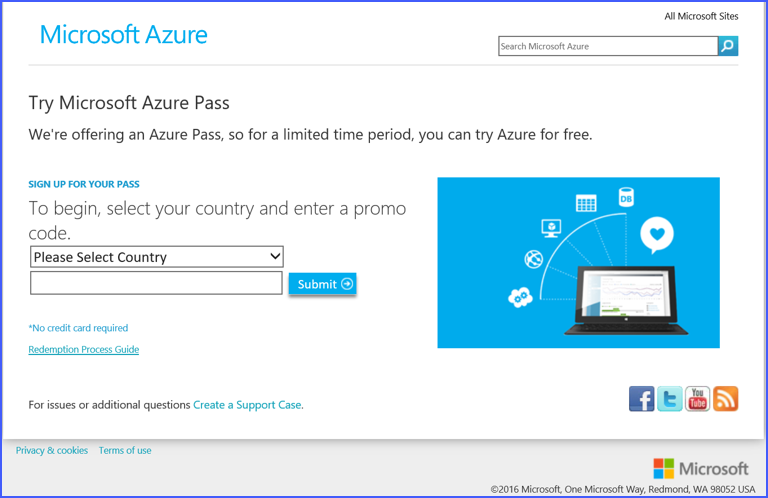 All Microsoft Sites
Microsoft Azure
Search Microsoft Azure
Try Microsoft Azure Pass
We're offering an Azure Pass, so for a limited time period, you can try Azure for free.
SIGN UP FOR YOUR PASS
To begin, select your country and enter a promo
code.
Please Select Country
Submit
DB
*No credit card required
Redemption Process Guide
For issues or additional questions Create a Support Case.
f
t
You
Tube
Privacy & cookies Terms of use
Microsoft
©2016 Microsoft, One Microsoft Way, Redmond, WA 98052 USA